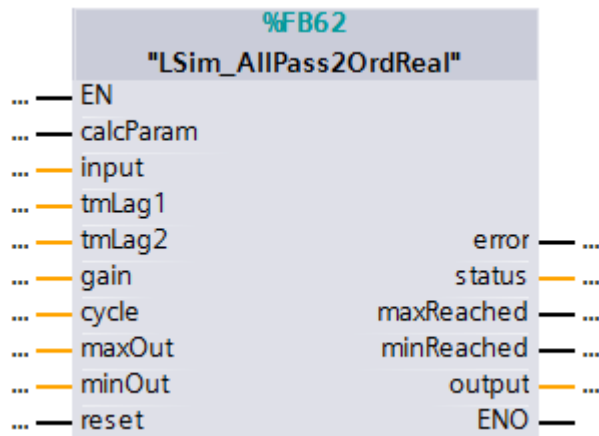 %FB62
"LSim_AllPass2OrdReal"
... EN
... calcParam
... input
... tmLag1
... tmLag2 error ...
... gain status ...
... cycle maxReached ...
... maxOut minReached ...
... minOut output ...
... reset ENO